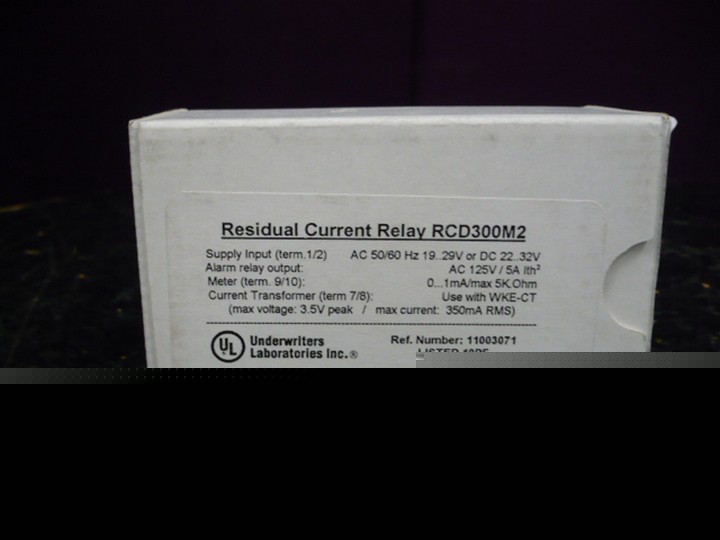 Residual Current Relay RCD300M2
Supply Input (term.1/2) AC 50/60 Hz 19..29V or DC 22..32V
Alarm relay output: AC 125V / 5A Ith²
Meter (term. 9/10): 0...1mA/max 5K.Ohm
Current Transformer (term 7/8): Use with WKE-CT
(max voltage: 3.5V peak / max current: 350mA RMS)
UL Underwriters Laboratories Inc.®
Ref. Number: 11003071
LISTED